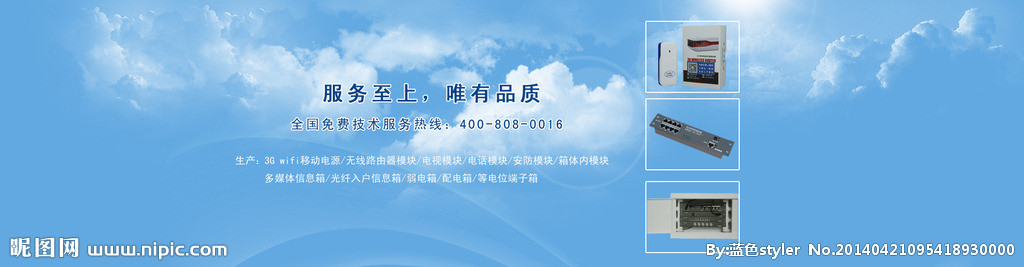 服务至上，唯有品质
全国免费技术服务热线：400-808-0016
生产：3G wifi移动电源/无线路由器模块/电视模块/电话模块/安防模块/箱体内模块
多媒体信息箱/光纤入户信息箱/弱电箱/配电箱/等电位端子箱
昵图网 www.nipic.com
By:蓝色styler No.20140421095418930000